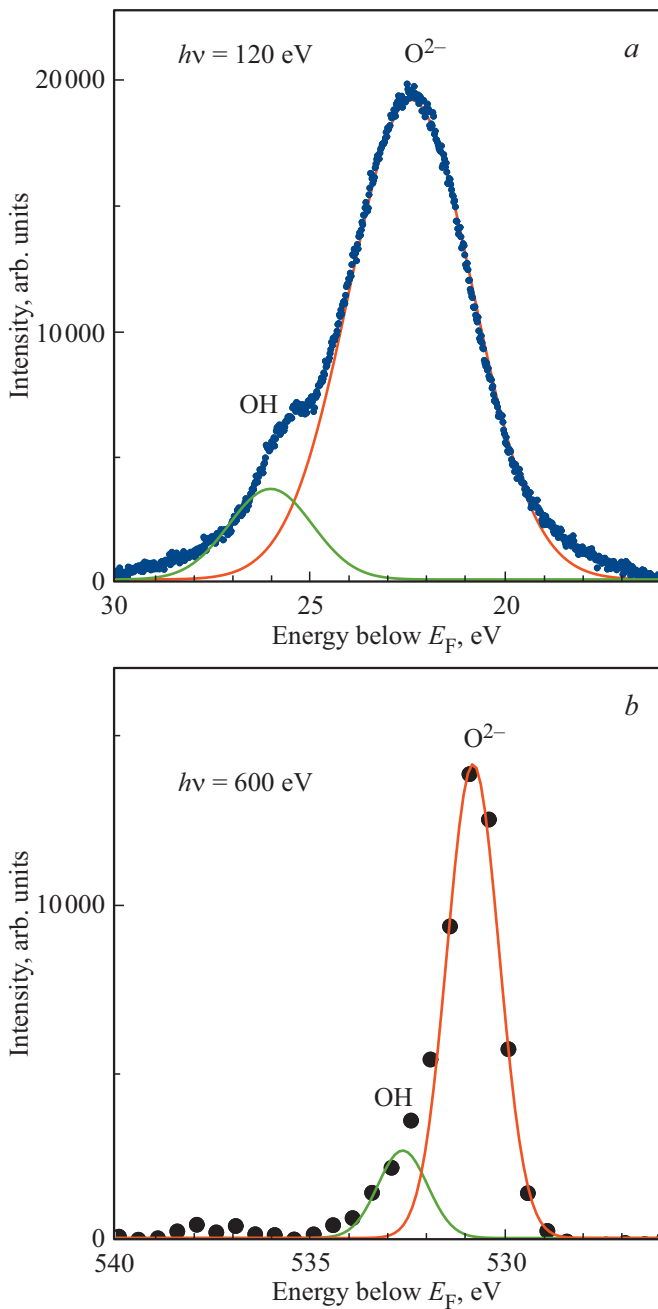 hν = 120 eV
O2−
a
20000
10000
0
OH
Intensity, arb. units
30
25
20
Energy below EF, eV
b
O2−
hν = 600 eV
10000
0
OH
Intensity, arb. units
540
535
530
Energy below EF, eV